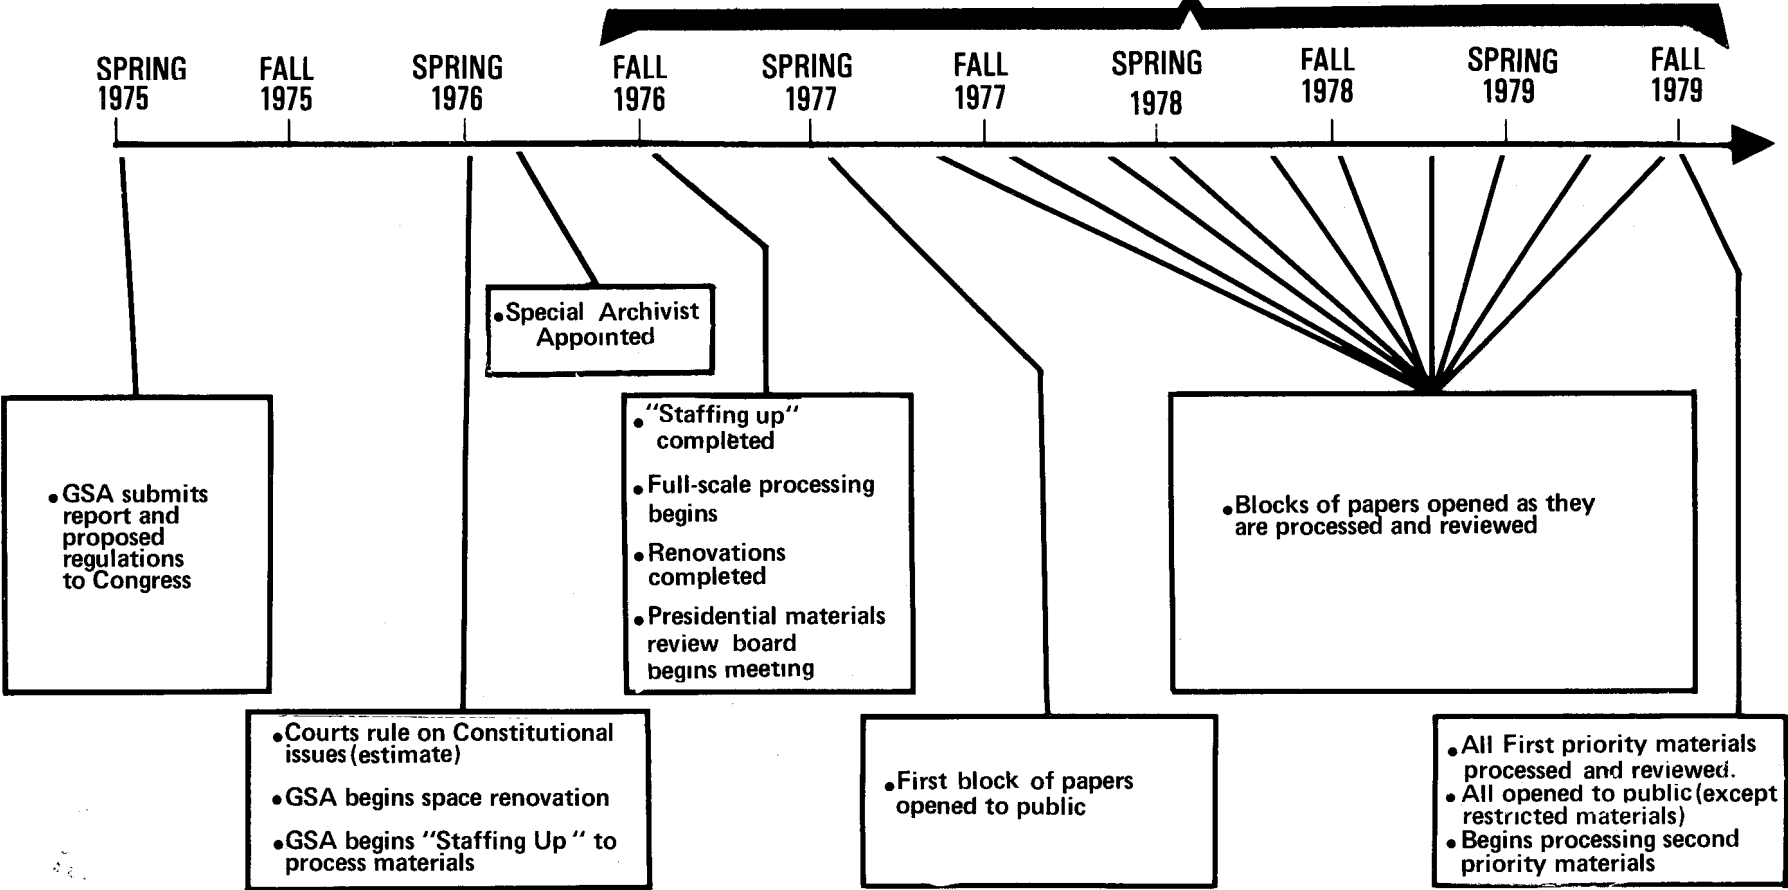 SPRING 1975
FALL 1975
SPRING 1976
FALL 1976
SPRING 1977
FALL 1977
SPRING 1978
FALL 1978
SPRING 1979
FALL 1979
•Special Archivist
Appointed
•GSA submits
report and
proposed
regulations
to Congress
•"Staffing up"
completed
•Full-scale processing
begins
•Renovations
completed
•Presidential materials
review board
begins meeting
•Blocks of papers opened as they
are processed and reviewed
•Courts rule on Constitutional
issues (estimate)
•GSA begins space renovation
•GSA begins "Staffing Up" to
process materials
•First block of papers
opened to public
•All First priority materials
processed and reviewed.
•All opened to public (except
restricted materials)
•Begins processing second
priority materials